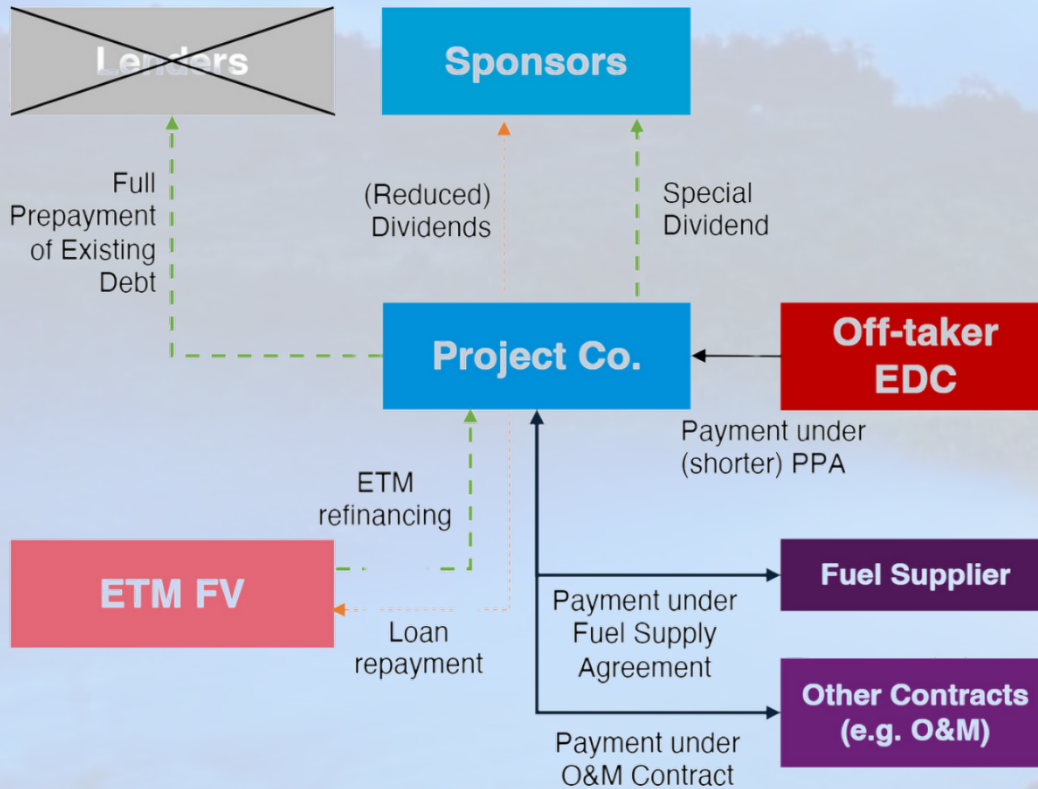 Lenders
Sponsors
Full
Prepayment
of Existing
Debt
(Reduced)
Dividends
Special
Dividend
Project Co.
Off-taker
EDC
Payment under
(shorter) PPA
ETM
refinancing
ETM FV
Loan
repayment
Payment under
Fuel Supply
Agreement
Fuel Supplier
Payment under
O&M Contract
Other Contracts
(e.g. O&M)